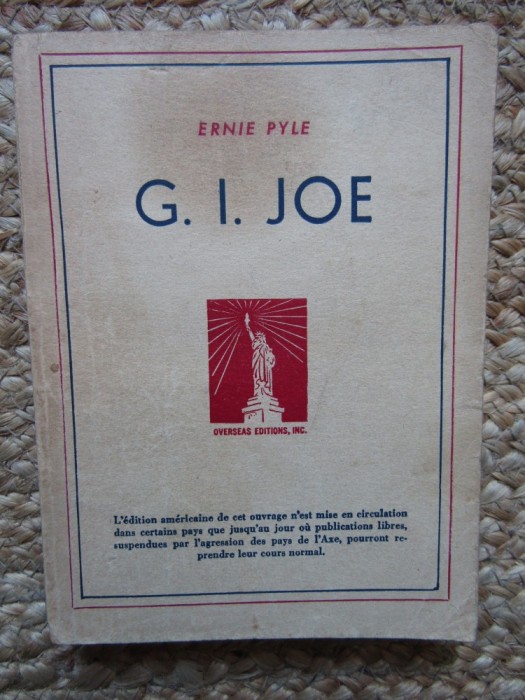 ERNIE PYLE
G. I. JOE
OVERSEAS EDITIONS, INC.
L'édition américaine de cet ouvrage n'est mise en circulation
dans certains pays que jusqu'au jour où publications libres,
suspendues par l'agression des pays de l'Axe, pourront re-
prendre leur cours normal.